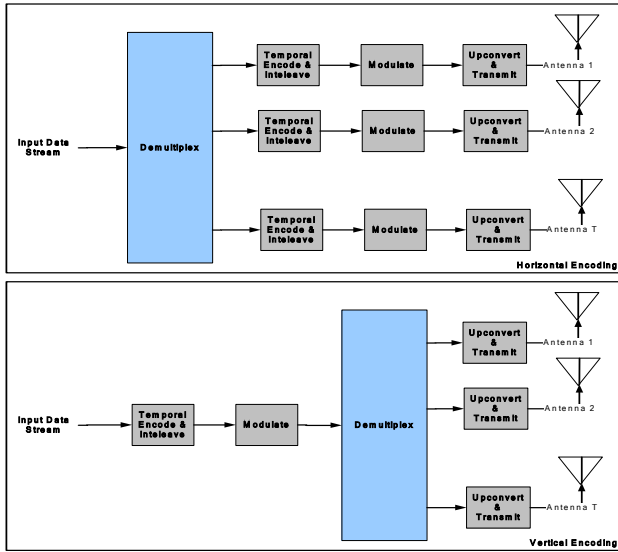 Temporal
Encode &
Inteleave
Modulate
Upconvert
&
Transmit
Antenna 1
Temporal
Encode &
Inteleave
Modulate
Upconvert
&
Transmit
Antenna 2
Input Data
Stream
Demultiplex
Temporal
Encode &
Inteleave
Modulate
Upconvert
&
Transmit
Antenna T
Horizontal Encoding
Upconvert
&
Transmit
Antenna 1
Upconvert
&
Transmit
Antenna 2
Input Data
Stream
Temporal
Encode &
Inteleave
Modulate
Demultiplex
Upconvert
&
Transmit
Antenna T
Vertical Encoding